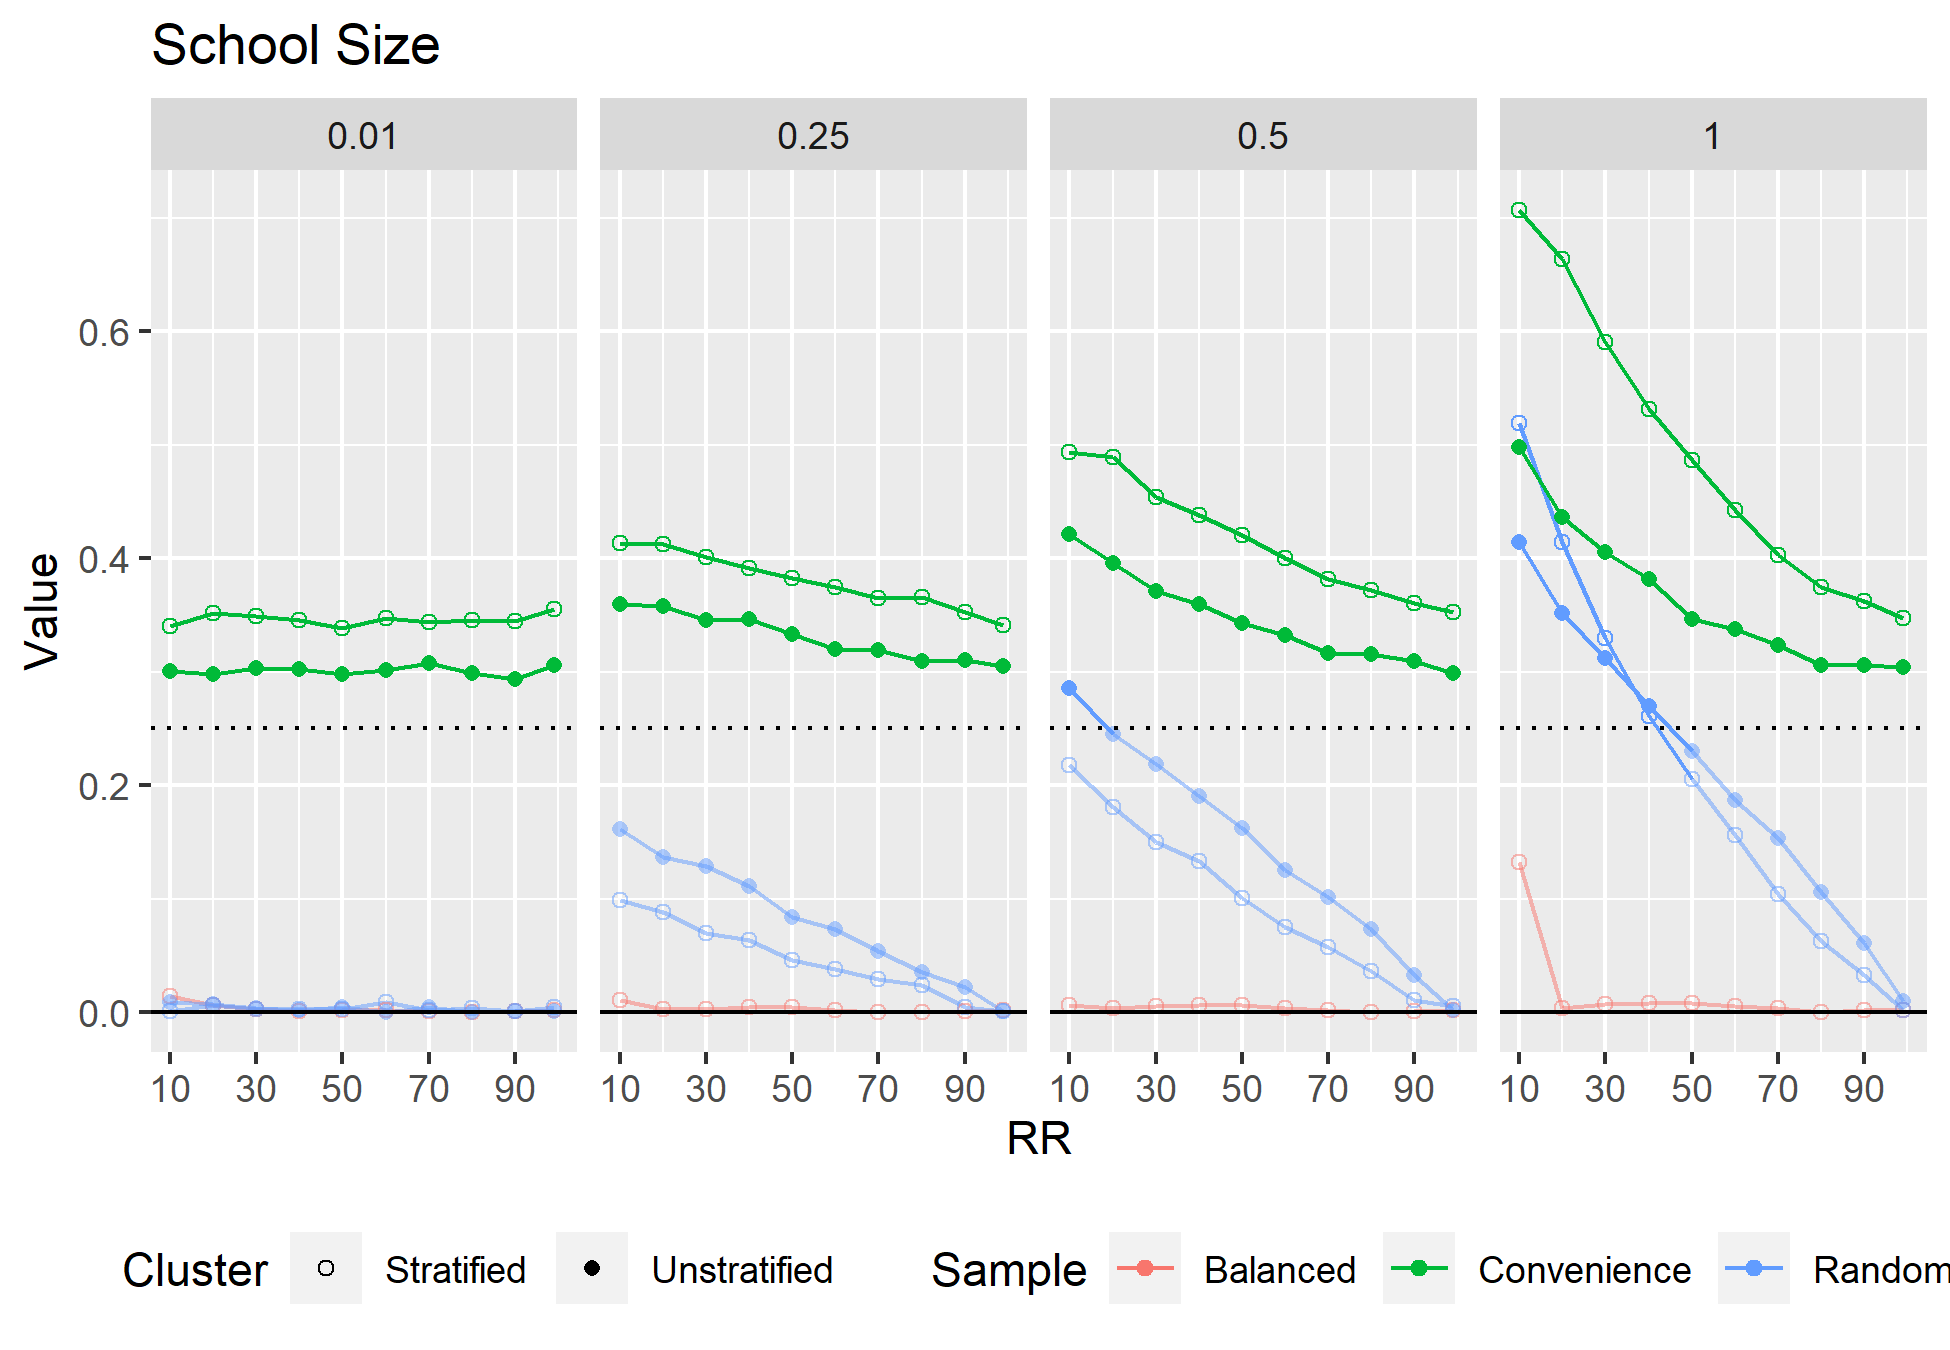 School Size
0.01 0.25 0.5 1
0.6
0.4
0.2
0.0
Value
10 30 50 70 90 10 30 50 70 90 10 30 50 70 90 10 30 50 70 90
RR
Cluster Stratified Unstratified Sample Balanced Convenience Random